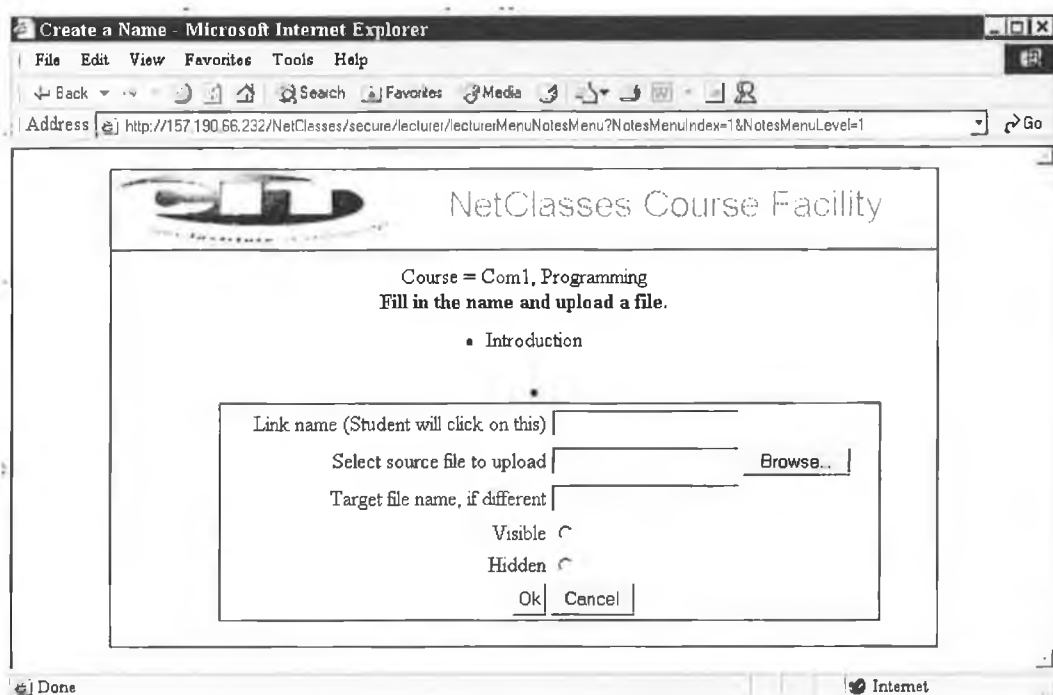 Create a Name - Microsoft Internet Explorer
File Edit View Favorites Tools Help
Back Search Favorites Media
Address http://157.190.66.232/NetClasses/secure/lecturer/lecturerMenuNotesMenu?NotesMenuIndex=1&NotesMenuLevel=1 Go
NetClasses Course Facility
Course = Com1, Programming
Fill in the name and upload a file.
• Introduction
•
Link name (Student will click on this)
Select source file to upload Browse...
Target file name, if different
Visible
Hidden
Ok Cancel
Done Internet